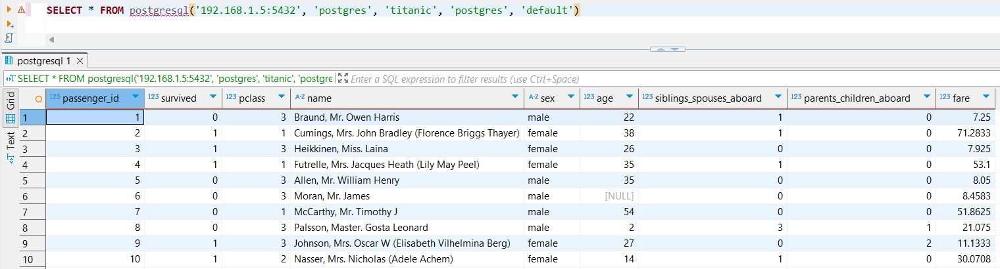 SELECT * FROM postgresql('192.168.1.5:5432', 'postgres', 'titanic', 'postgres', 'default')
postgresql 1
SELECT * FROM postgresql('192.168.1.5:5432', 'postgres', 'titanic', 'postgre Enter a SQL expression to filter results (use Ctrl+Space)
Grid
Text
123 passenger_id 123 survived 123 pclass A-Z name A-Z sex 123 age 123 siblings_spouses_aboard 123 parents_children_aboard 123 fare
1 1 0 3 Braund, Mr. Owen Harris male 22 1 0 7.25
2 2 1 1 Cumings, Mrs. John Bradley (Florence Briggs Thayer) female 38 1 0 71.2833
3 3 1 3 Heikkinen, Miss. Laina female 26 0 0 7.925
4 4 1 1 Futrelle, Mrs. Jacques Heath (Lily May Peel) female 35 1 0 53.1
5 5 0 3 Allen, Mr. William Henry male 35 0 0 8.05
6 6 0 3 Moran, Mr. James male [NULL] 0 0 8.4583
7 7 0 1 McCarthy, Mr. Timothy J male 54 0 0 51.8625
8 8 0 3 Palsson, Master. Gosta Leonard male 2 3 1 21.075
9 9 1 3 Johnson, Mrs. Oscar W (Elisabeth Vilhelmina Berg) female 27 0 2 11.1333
10 10 1 2 Nasser, Mrs. Nicholas (Adele Achem) female 14 1 0 30.0708